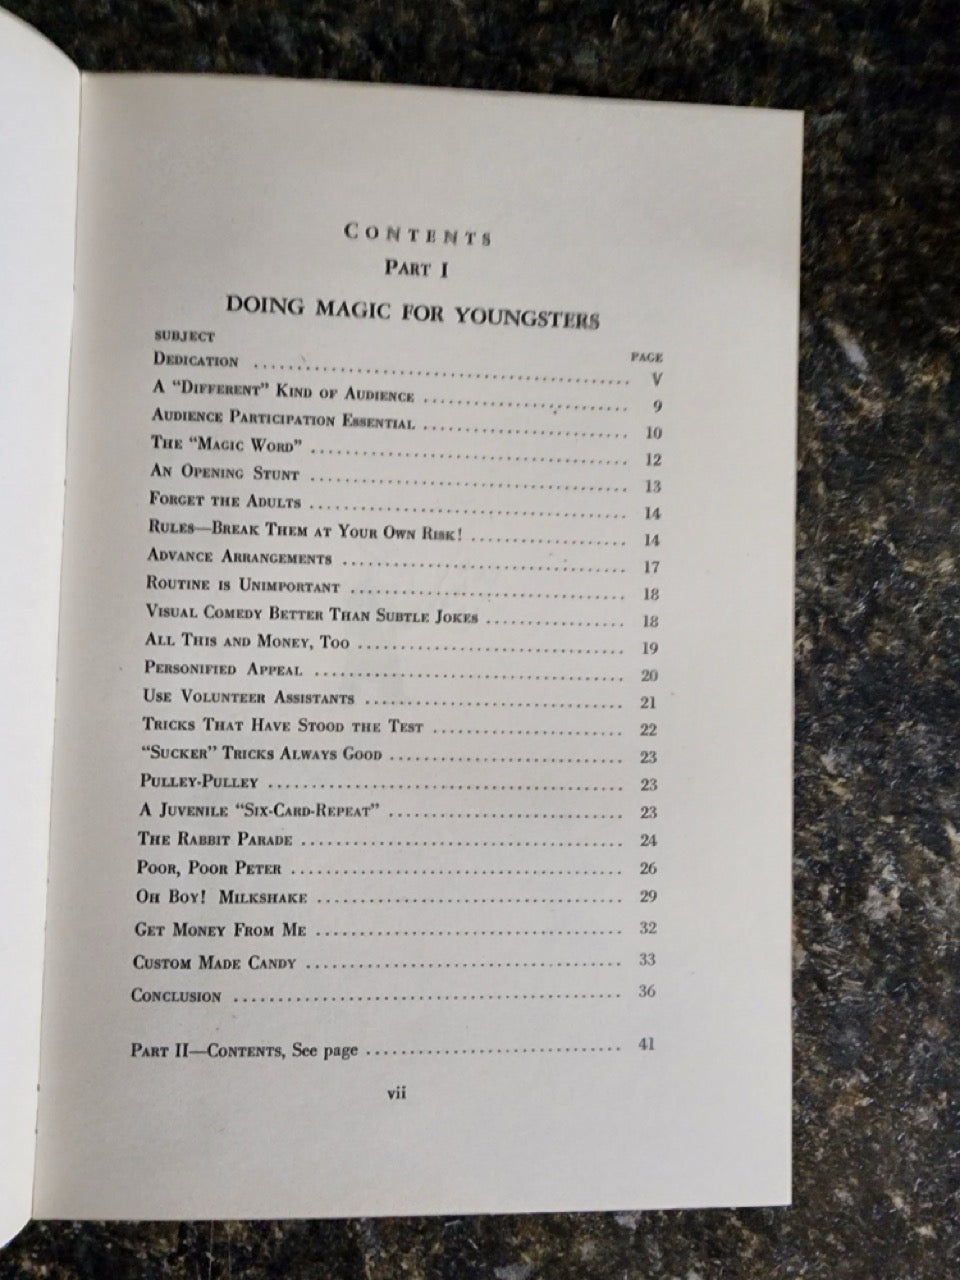 CONTENTS
PART I
DOING MAGIC FOR YOUNGSTERS
SUBJECT PAGE
DEDICATION .......... V
A “DIFFERENT” KIND OF AUDIENCE .......... 9
AUDIENCE PARTICIPATION ESSENTIAL .......... 10
THE “MAGIC WORD” .......... 12
AN OPENING STUNT .......... 13
FORGET THE ADULTS .......... 14
RULES—BREAK THEM AT YOUR OWN RISK! .......... 14
ADVANCE ARRANGEMENTS .......... 17
ROUTINE IS UNIMPORTANT .......... 18
VISUAL COMEDY BETTER THAN SUBTLE JOKES .......... 18
ALL THIS AND MONEY, TOO .......... 19
PERSONIFIED APPEAL .......... 20
USE VOLUNTEER ASSISTANTS .......... 21
TRICKS THAT HAVE STOOD THE TEST .......... 22
“SUCKER” TRICKS ALWAYS GOOD .......... 23
PULLEY-PULLEY .......... 23
A JUVENILE “SIX-CARD-REPEAT” .......... 23
THE RABBIT PARADE .......... 24
POOR, POOR PETER .......... 26
OH BOY! MILKSHAKE .......... 29
GET MONEY FROM ME .......... 32
CUSTOM MADE CANDY .......... 33
CONCLUSION .......... 36
PART II—CONTENTS, See page .......... 41
vii